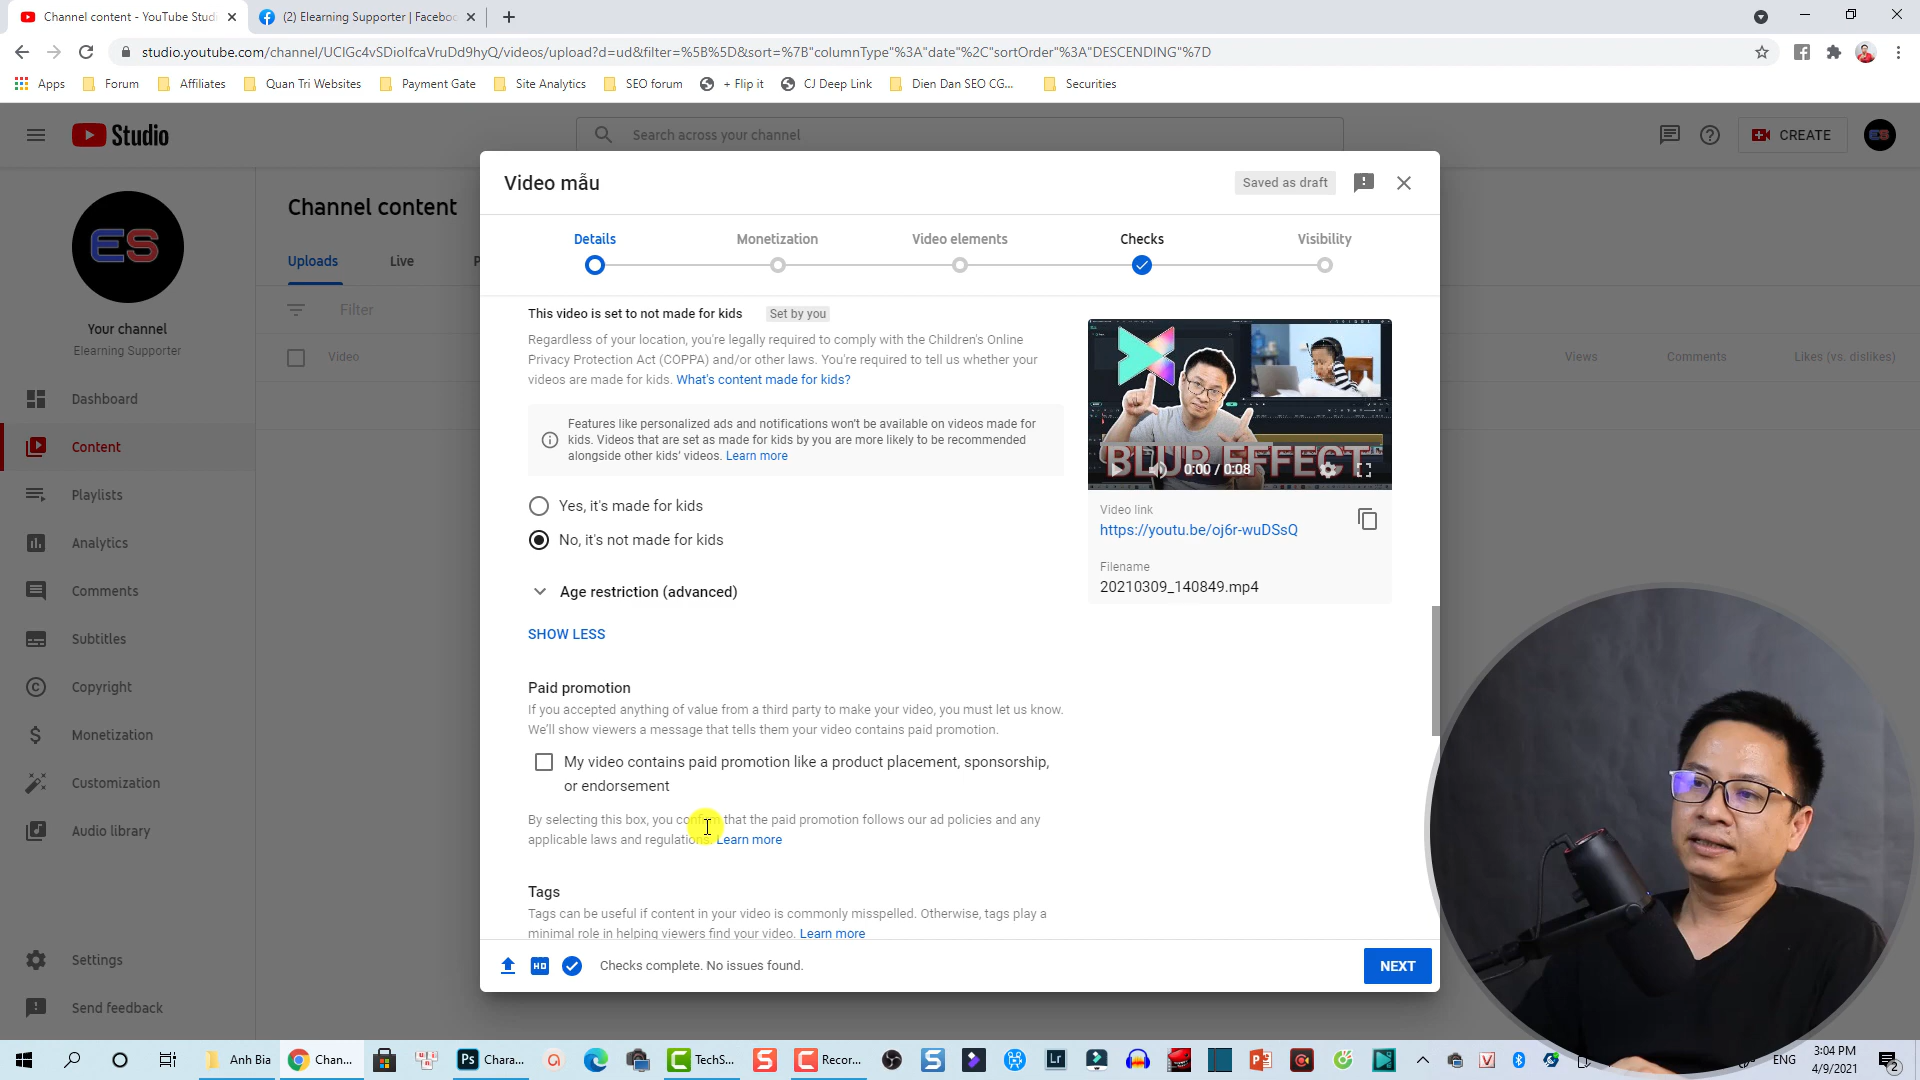 Channel content - YouTube Studi
(2) Elearning Supporter | Faceboo
studio.youtube.com/channel/UCIGc4vSDioIfcaVruDd9hyQ/videos/upload?d=ud&filter=%5B%5D&sort=%7B"columnType"%3A"date"%2C"sortOrder"%3A"DESCENDING"%7D
Apps
Forum
Affiliates
Quan Tri Websites
Payment Gate
Site Analytics
SEO forum
+ Flip it
CJ Deep Link
Dien Dan SEO CG...
Securities
Studio
Search across your channel
CREATE
ES
ES
Your channel
Elearning Supporter
Dashboard
Content
Playlists
Analytics
Comments
Subtitles
Copyright
Monetization
Customization
Audio library
Settings
Send feedback
Channel content
Uploads
Live
P
Filter
Video
Views
Comments
Likes (vs. dislikes)
Video mẫu
Saved as draft
Details
Monetization
Video elements
Checks
Visibility
This video is set to not made for kids
Set by you
Regardless of your location, you're legally required to comply with the Children's Online
Privacy Protection Act (COPPA) and/or other laws. You're required to tell us whether your
videos are made for kids. What's content made for kids?
Features like personalized ads and notifications won't be available on videos made for
kids. Videos that are set as made for kids by you are more likely to be recommended
alongside other kids' videos. Learn more
Yes, it's made for kids
No, it's not made for kids
Age restriction (advanced)
SHOW LESS
Paid promotion
If you accepted anything of value from a third party to make your video, you must let us know.
We'll show viewers a message that tells them your video contains paid promotion.
My video contains paid promotion like a product placement, sponsorship,
or endorsement
By selecting this box, you confirm that the paid promotion follows our ad policies and any
applicable laws and regulations. Learn more
Tags
Tags can be useful if content in your video is commonly misspelled. Otherwise, tags play a
minimal role in helping viewers find your video. Learn more
BLUR EFFECT
0:00 / 0:08
Video link
https://youtu.be/oj6r-wuDSsQ
Filename
20210309_140849.mp4
HD
Checks complete. No issues found.
NEXT
Anh Bia
Chan...
Ps
Chara...
TechS...
Recor...
Lr
ENG
3:04 PM
4/9/2021
2